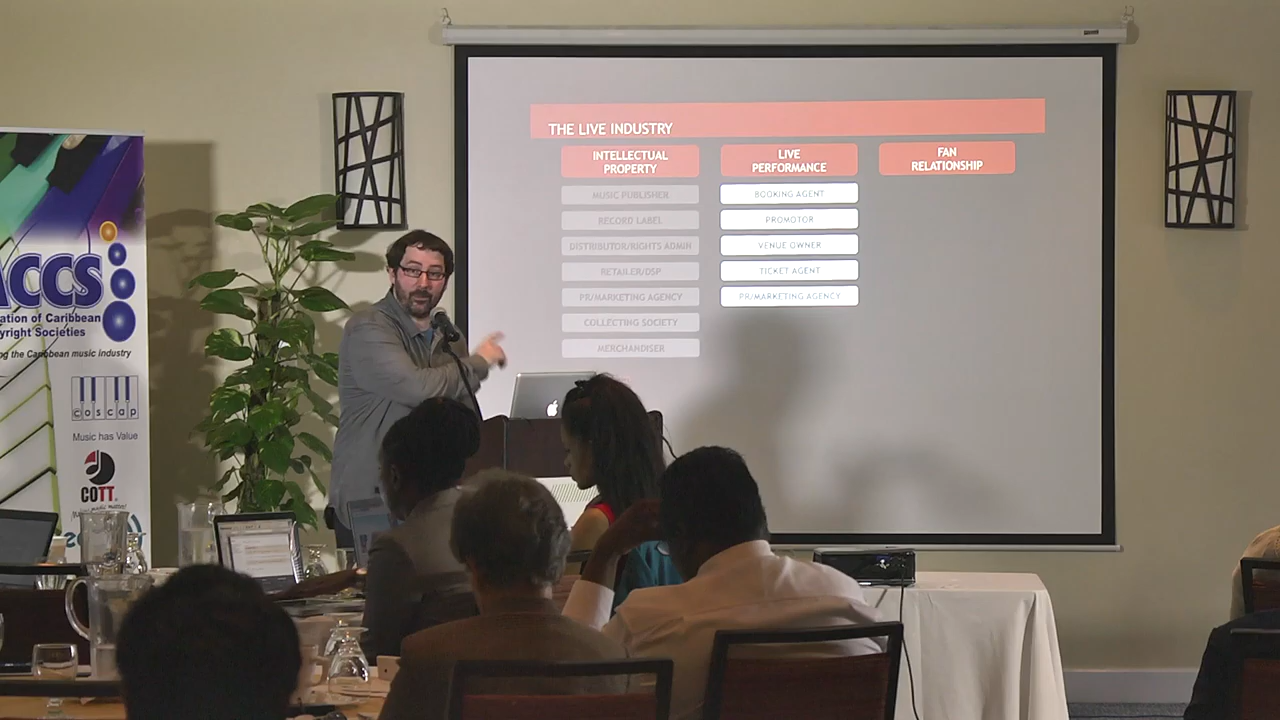 THE LIVE INDUSTRY
INTELLECTUAL
PROPERTY
MUSIC PUBLISHER
RECORD LABEL
DISTRIBUTOR/RIGHTS ADMIN
RETAILER/DSP
PR/MARKETING AGENCY
COLLECTING SOCIETY
MERCHANDISER
LIVE
PERFORMANCE
BOOKING AGENT
PROMOTOR
VENUE OWNER
TICKET AGENT
PR/MARKETING AGENCY
FAN
RELATIONSHIP
ACCS
ation of Caribbean
yright Societies
ng the Caribbean music industry
coscap
Music has Value
COTT